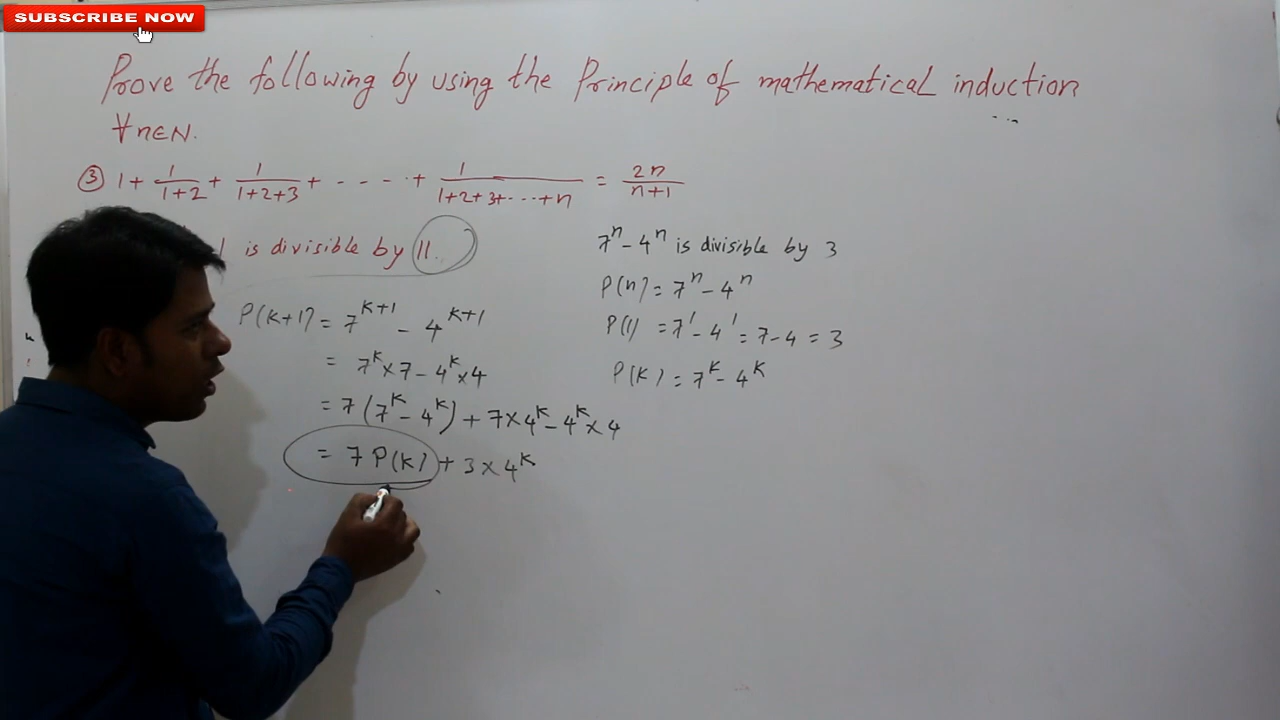 SUBSCRIBE NOW
Prove the following by using the Principle of mathematical induction
∀n∈N.
③ 1 + 1/(1+2) + 1/(1+2+3) + - - - - + 1/(1+2+3+...+n) = 2n/(n+1)
1 is divisible by 11.
P(k+1) = 7^(k+1) - 4^(k+1)
= 7^k × 7 - 4^k × 4
= 7(7^k - 4^k) + 7×4^k - 4^k × 4
= 7 P(k) + 3 × 4^k
7^n - 4^n is divisible by 3
P(n) = 7^n - 4^n
P(1) = 7^1 - 4^1 = 7 - 4 = 3
P(k) = 7^k - 4^k